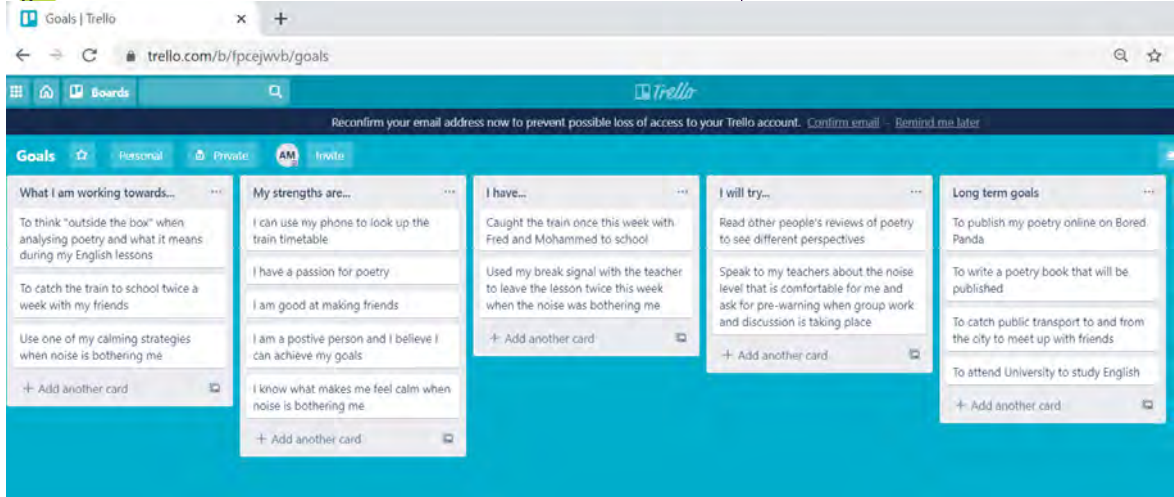 Goals | Trello
trello.com/b/fpcejwvb/goals
Boards
Trello
Reconfirm your email address now to prevent possible loss of access to your Trello account. Confirm email - Remind me later
Goals
Personal
Private
AM
Invite
What I am working towards...
To think "outside the box" when
analysing poetry and what it means
during my English lessons
To catch the train to school twice a
week with my friends
Use one of my calming strategies
when noise is bothering me
+ Add another card
My strengths are...
I can use my phone to look up the
train timetable
I have a passion for poetry
I am good at making friends
I am a postive person and I believe I
can achieve my goals
I know what makes me feel calm when
noise is bothering me
+ Add another card
I have...
Caught the train once this week with
Fred and Mohammed to school
Used my break signal with the teacher
to leave the lesson twice this week
when the noise was bothering me
+ Add another card
I will try...
Read other people's reviews of poetry
to see different perspectives
Speak to my teachers about the noise
level that is comfortable for me and
ask for pre-warning when group work
and discussion is taking place
+ Add another card
Long term goals
To publish my poetry online on Bored
Panda
To write a poetry book that will be
published
To catch public transport to and from
the city to meet up with friends
To attend University to study English
+ Add another card